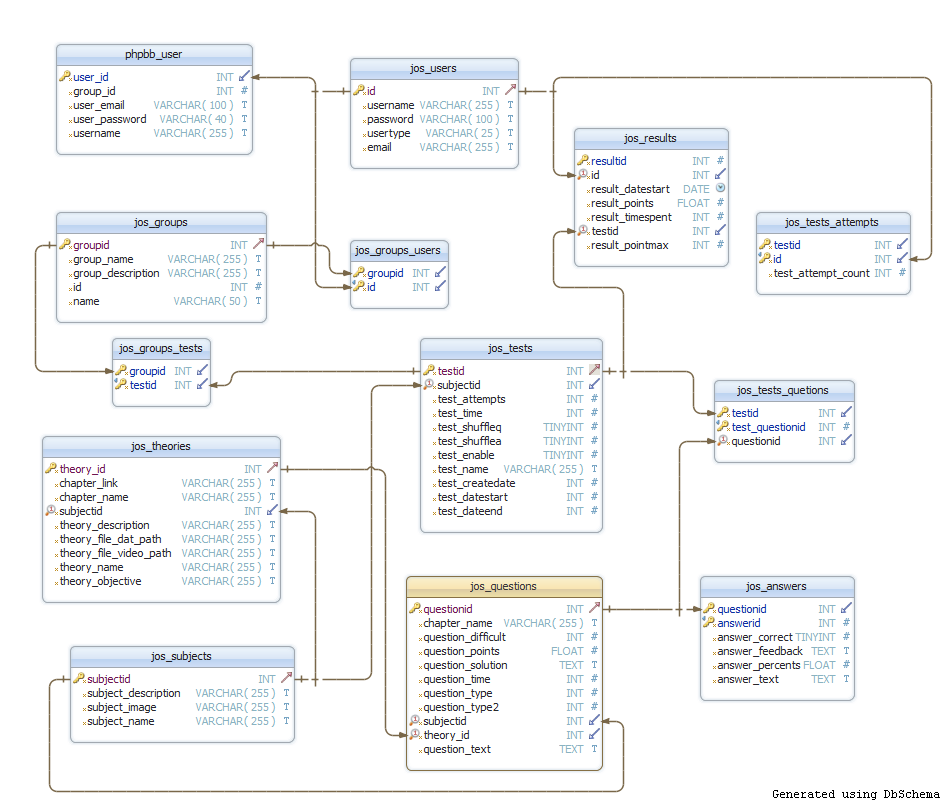 phpbb_user
user_id INT
group_id INT #
user_email VARCHAR( 100 ) T
user_password VARCHAR( 40 ) T
username VARCHAR( 255 ) T
jos_users
id INT
username VARCHAR( 255 ) T
password VARCHAR( 100 ) T
usertype VARCHAR( 25 ) T
email VARCHAR( 255 ) T
jos_results
resultid INT #
id INT
result_datestart DATE
result_points FLOAT #
result_timespent INT #
testid INT
result_pointmax INT #
jos_groups
groupid INT
group_name VARCHAR( 255 ) T
group_description VARCHAR( 255 ) T
id INT #
name VARCHAR( 50 ) T
jos_groups_users
groupid INT
id INT
jos_tests_attempts
testid INT
id INT
test_attempt_count INT #
jos_groups_tests
groupid INT
testid INT
jos_tests
testid INT
subjectid INT
test_attempts INT #
test_time INT #
test_shuffleq TINYINT #
test_shufflea TINYINT #
test_enable TINYINT #
test_name VARCHAR( 255 ) T
test_createdate INT #
test_datestart INT #
test_dateend INT #
jos_tests_quetions
testid INT
test_questionid INT #
questionid INT
jos_theories
theory_id INT
chapter_link VARCHAR( 255 ) T
chapter_name VARCHAR( 255 ) T
subjectid INT
theory_description VARCHAR( 255 ) T
theory_file_dat_path VARCHAR( 255 ) T
theory_file_video_path VARCHAR( 255 ) T
theory_name VARCHAR( 255 ) T
theory_objective VARCHAR( 255 ) T
jos_questions
questionid INT
chapter_name VARCHAR( 255 ) T
question_difficult INT #
question_points FLOAT #
question_solution TEXT T
question_time INT #
question_type INT #
question_type2 INT #
subjectid INT
theory_id INT
question_text TEXT T
jos_answers
questionid INT
answerid INT #
answer_correct TINYINT #
answer_feedback TEXT T
answer_percents FLOAT #
answer_text TEXT T
jos_subjects
subjectid INT
subject_description VARCHAR( 255 ) T
subject_image VARCHAR( 255 ) T
subject_name VARCHAR( 255 ) T
Generated using DbSchema